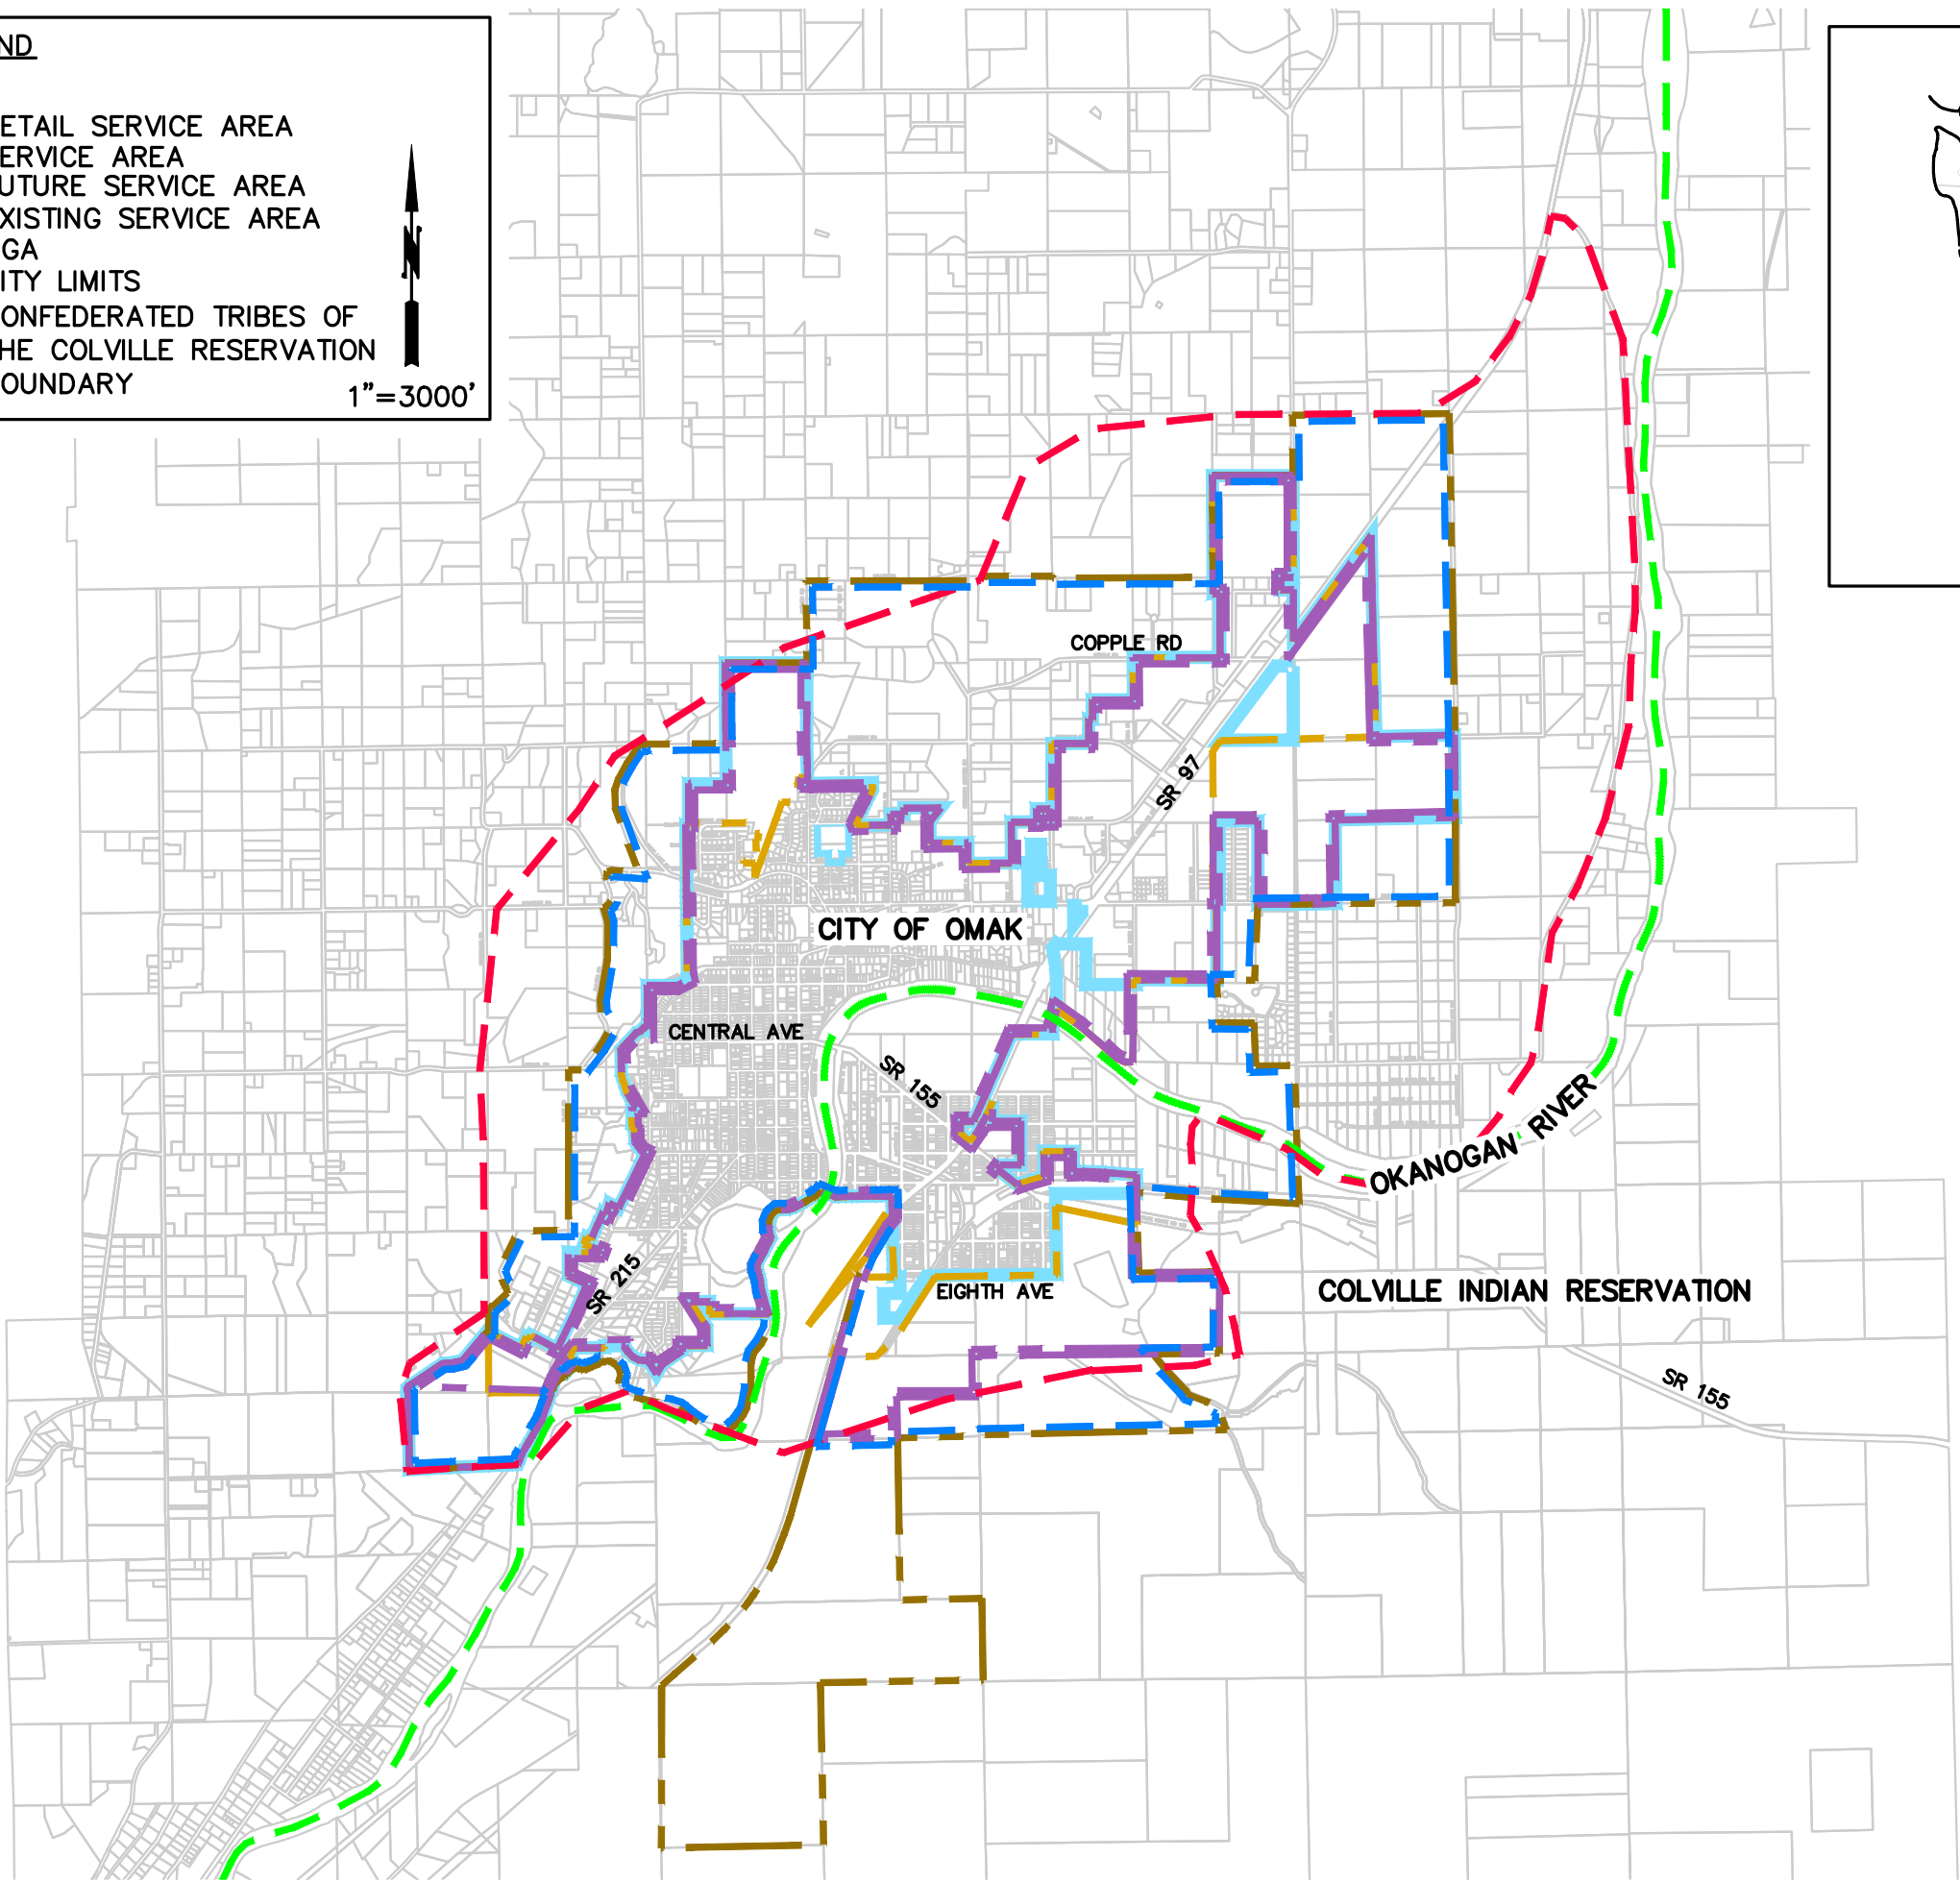 ND
ETAIL SERVICE AREA
ERVICE AREA
UTURE SERVICE AREA
XISTING SERVICE AREA
GA
ITY LIMITS
ONFEDERATED TRIBES OF
HE COLVILLE RESERVATION
OUNDARY
N
1"=3000'
COPPLE RD
SR 97
CITY OF OMAK
CENTRAL AVE
SR 155
OKANOGAN RIVER
SR 215
EIGHTH AVE
COLVILLE INDIAN RESERVATION
SR 155